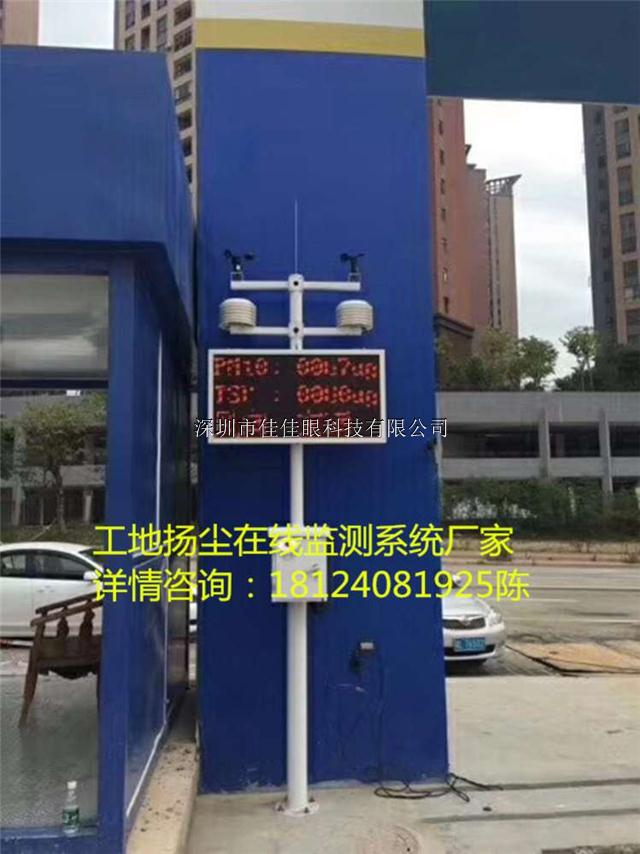 PM10:
TSP :
深圳市佳佳眼科技有限公司
工地扬尘在线监测系统厂家
详情咨询：18124081925陈